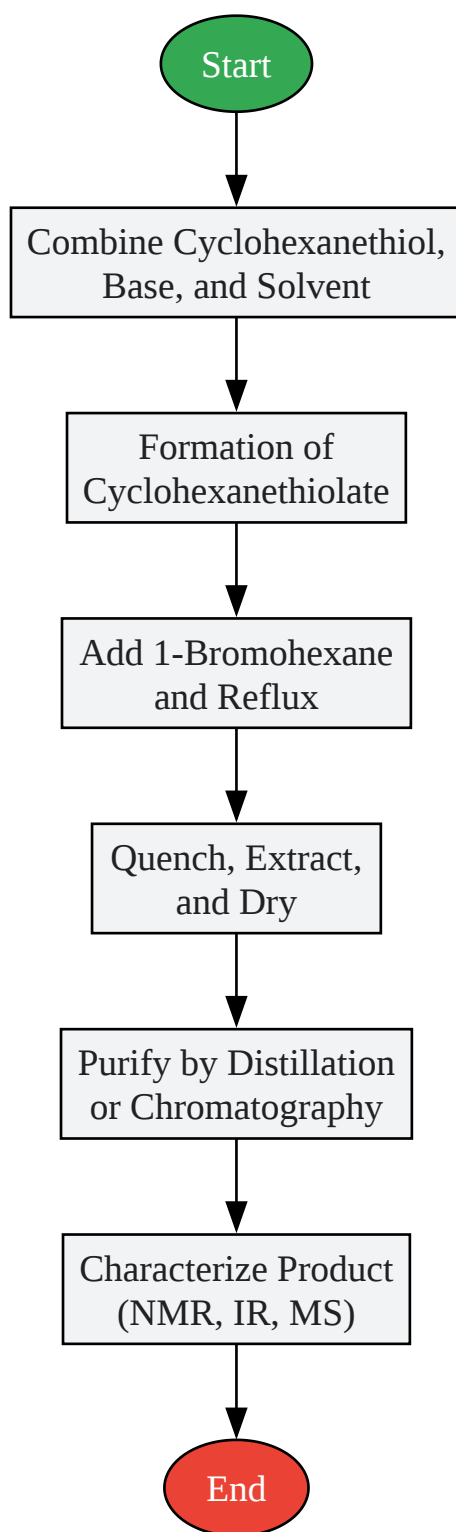 Start
Combine Cyclohexanethiol,
Base, and Solvent
Formation of
Cyclohexanethiolate
Add 1-Bromohexane
and Reflux
Quench, Extract,
and Dry
Purify by Distillation
or Chromatography
Characterize Product
(NMR, IR, MS)
End